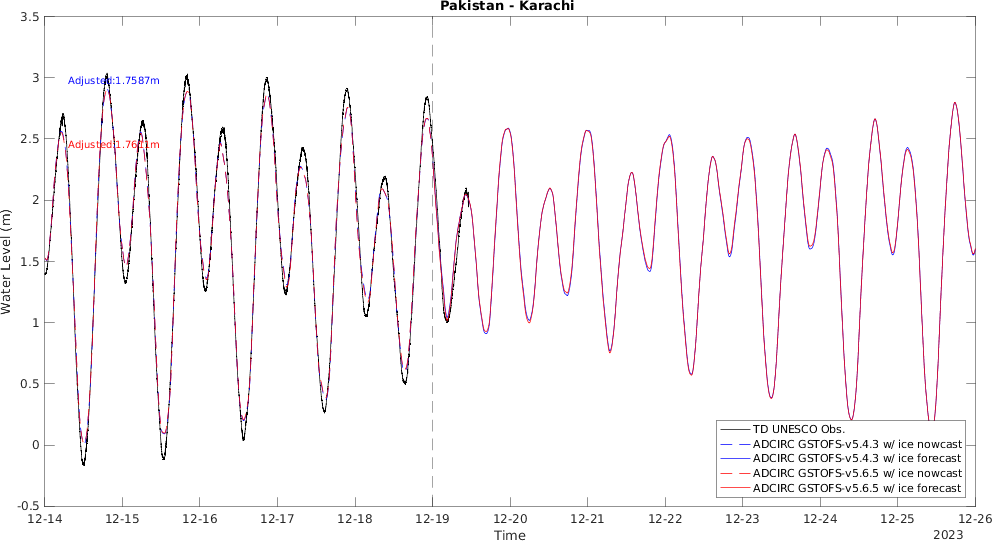 Pakistan - Karachi
3.5
3
2.5
2
1.5
1
0.5
0
-0.5
Water Level (m)
Adjusted:1.7587m
TD UNESCO Obs.
ADCIRC GSTOFS-v5.4.3 w/ ice nowcast
ADCIRC GSTOFS-v5.4.3 w/ ice forecast
ADCIRC GSTOFS-v5.6.5 w/ ice nowcast
ADCIRC GSTOFS-v5.6.5 w/ ice forecast
12-14 12-15 12-16 12-17 12-18 12-19 12-20 12-21 12-22 12-23 12-24 12-25 12-26
Time
2023